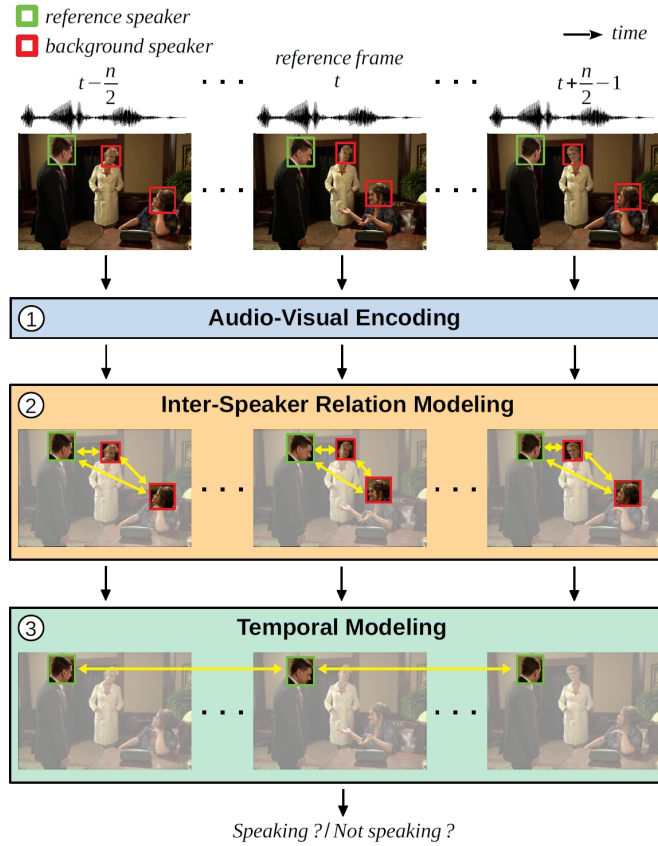 reference speaker
background speaker
time
reference frame
t − n/2 · · · t · · · t + n/2 − 1
· · · · · ·
1 Audio-Visual Encoding
2 Inter-Speaker Relation Modeling
· · · · · ·
3 Temporal Modeling
· · · · · ·
Speaking ? / Not speaking ?